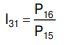 I₃₁ = P₁₆ / P₁₅